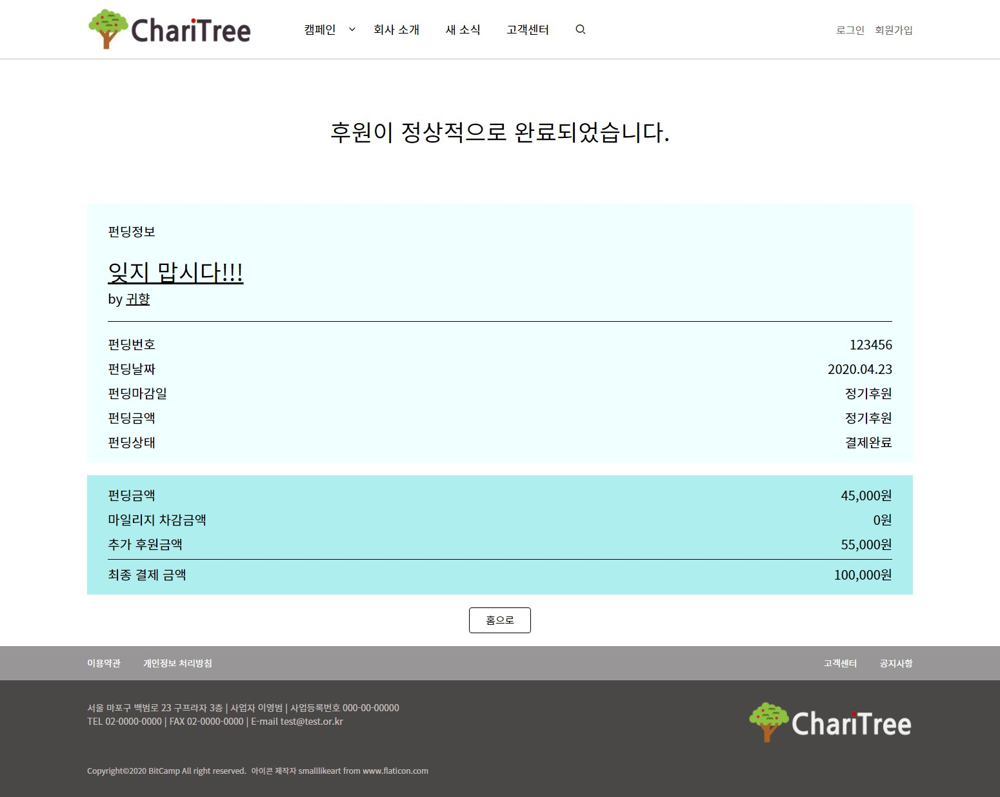 ChariTree
캠페인 회사 소개 새 소식 고객센터
로그인 회원가입
후원이 정상적으로 완료되었습니다.
펀딩정보
잊지 맙시다!!!
by 귀향
펀딩번호 123456
펀딩날짜 2020.04.23
펀딩마감일 정기후원
펀딩금액 정기후원
펀딩상태 결제완료
펀딩금액 45,000원
마일리지 차감금액 0원
추가 후원금액 55,000원
최종 결제 금액 100,000원
홈으로
이용약관 개인정보 처리방침 고객센터 공지사항
서울 마포구 백범로 23 구프라자 3층 | 사업자 이영범 | 사업등록번호 000-00-00000
TEL 02-0000-0000 | FAX 02-0000-0000 | E-mail test@test.or.kr
ChariTree
Copyright©2020 BitCamp All right reserved. 아이콘 제작자 smalllikeart from www.flaticon.com